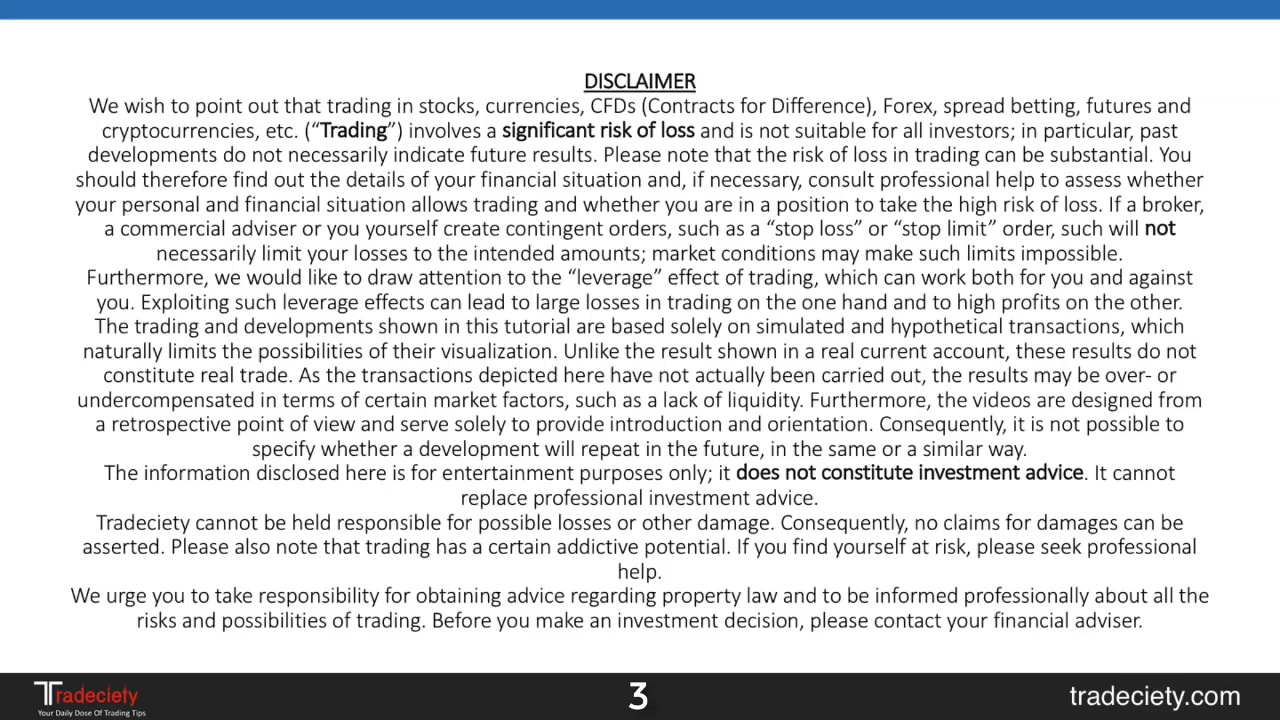 DISCLAIMER
We wish to point out that trading in stocks, currencies, CFDs (Contracts for Difference), Forex, spread betting, futures and
cryptocurrencies, etc. (“Trading”) involves a significant risk of loss and is not suitable for all investors; in particular, past
developments do not necessarily indicate future results. Please note that the risk of loss in trading can be substantial. You
should therefore find out the details of your financial situation and, if necessary, consult professional help to assess whether
your personal and financial situation allows trading and whether you are in a position to take the high risk of loss. If a broker,
a commercial adviser or you yourself create contingent orders, such as a “stop loss” or “stop limit” order, such will not
necessarily limit your losses to the intended amounts; market conditions may make such limits impossible.
Furthermore, we would like to draw attention to the “leverage” effect of trading, which can work both for you and against
you. Exploiting such leverage effects can lead to large losses in trading on the one hand and to high profits on the other.
The trading and developments shown in this tutorial are based solely on simulated and hypothetical transactions, which
naturally limits the possibilities of their visualization. Unlike the result shown in a real current account, these results do not
constitute real trade. As the transactions depicted here have not actually been carried out, the results may be over- or
undercompensated in terms of certain market factors, such as a lack of liquidity. Furthermore, the videos are designed from
a retrospective point of view and serve solely to provide introduction and orientation. Consequently, it is not possible to
specify whether a development will repeat in the future, in the same or a similar way.
The information disclosed here is for entertainment purposes only; it does not constitute investment advice. It cannot
replace professional investment advice.
Tradeciety cannot be held responsible for possible losses or other damage. Consequently, no claims for damages can be
asserted. Please also note that trading has a certain addictive potential. If you find yourself at risk, please seek professional
help.
We urge you to take responsibility for obtaining advice regarding property law and to be informed professionally about all the
risks and possibilities of trading. Before you make an investment decision, please contact your financial adviser.
Tradeciety
Your Daily Dose Of Trading Tips
3
tradeciety.com